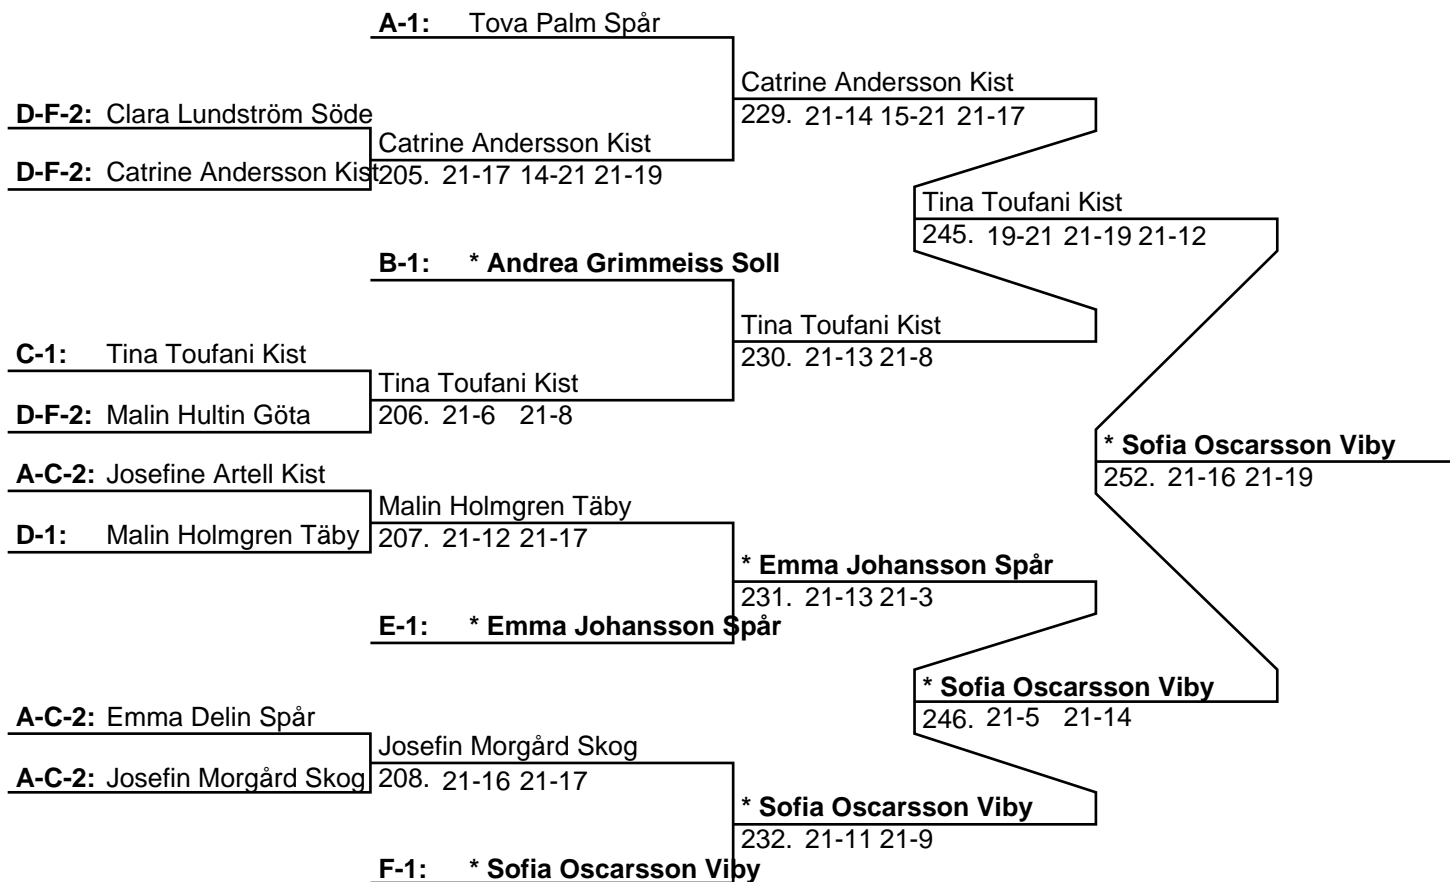 A-1: Tova Palm Spår
Catrine Andersson Kist
D-F-2: Clara Lundström Söde
229. 21-14 15-21 21-17
Catrine Andersson Kist
D-F-2: Catrine Andersson Kist
205. 21-17 14-21 21-19
Tina Toufani Kist
245. 19-21 21-19 21-12
B-1: * Andrea Grimmeiss Soll
Tina Toufani Kist
C-1: Tina Toufani Kist
230. 21-13 21-8
Tina Toufani Kist
D-F-2: Malin Hultin Göta
206. 21-6 21-8
* Sofia Oscarsson Viby
A-C-2: Josefine Artell Kist
252. 21-16 21-19
Malin Holmgren Täby
D-1: Malin Holmgren Täby
207. 21-12 21-17
* Emma Johansson Spår
231. 21-13 21-3
E-1: * Emma Johansson Spår
* Sofia Oscarsson Viby
A-C-2: Emma Delin Spår
246. 21-5 21-14
Josefin Morgård Skog
A-C-2: Josefin Morgård Skog
208. 21-16 21-17
* Sofia Oscarsson Viby
232. 21-11 21-9
F-1: * Sofia Oscarsson Viby